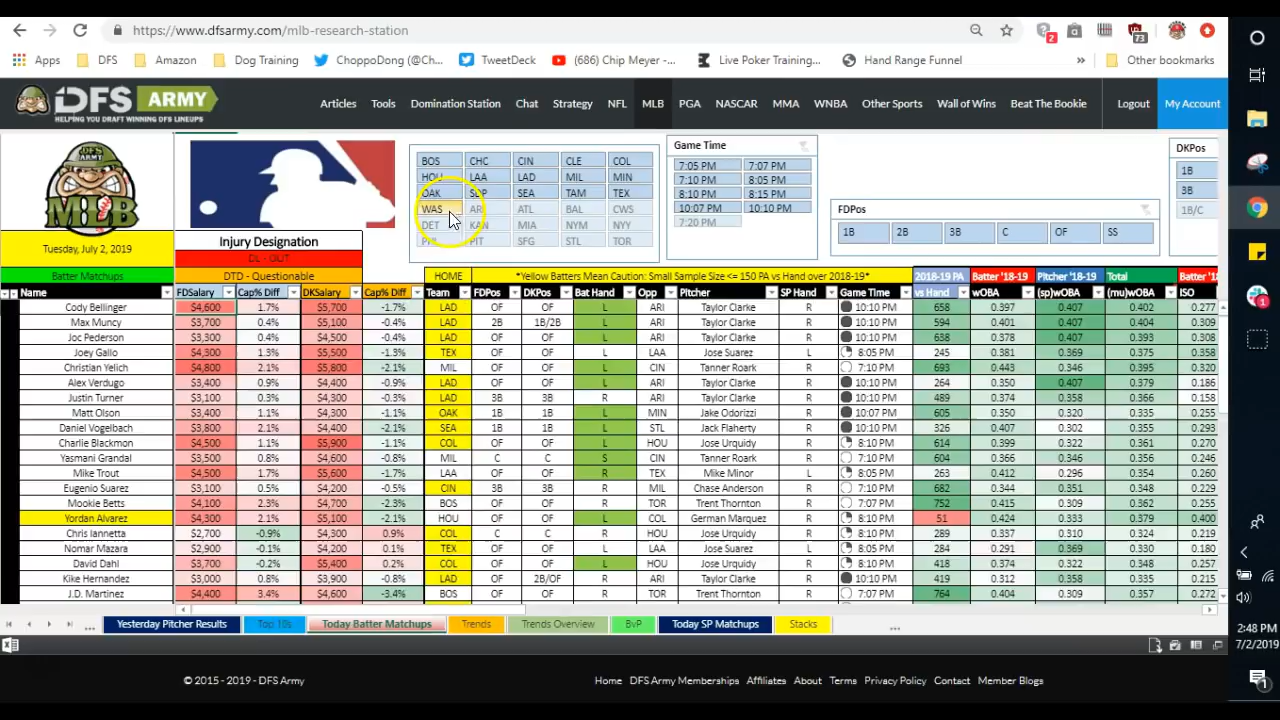 https://www.dfsarmy.com/mlb-research-station
2
73
Apps DFS Amazon Dog Training ChoppoDong (@Ch... TweetDeck (686) Chip Meyer -... Live Poker Training... Hand Range Funnel » Other bookmarks
DFS ARMY
HELPING YOU DRAFT WINNING DFS LINEUPS
Articles Tools Domination Station Chat Strategy NFL MLB PGA NASCAR MMA WNBA Other Sports Wall of Wins Beat The Bookie Logout My Account
MLB
Tuesday, July 2, 2019
Batter Matchups
Injury Designation
DL - OUT
DTD - Questionable
BOS CHC CIN CLE COL
HOU LAA LAD MIL MIN
OAK SDP SEA TAM TEX
WAS ARI ATL BAL CWS
DET KAN MIA NYM NYY
PIT SFG STL TOR
Game Time
7:05 PM 7:07 PM
7:10 PM 8:05 PM
8:10 PM 8:15 PM
10:07 PM 10:10 PM
7:20 PM
FDPos
1B 2B 3B C OF SS
DKPos
1B
3B
1B/C
HOME *Yellow Batters Mean Caution: Small Sample Size <= 150 PA vs Hand over 2018-19* 2018-19 PA Batter '18-19 Pitcher '18-19 Total Batter '1
Name FDSalary Cap% Diff DKSalary Cap% Diff Team FDPos DKPos Bat Hand Opp Pitcher SP Hand Game Time vs Hand wOBA (sp)wOBA (mu)wOBA ISO
Cody Bellinger $4,600 1.7% $5,700 -1.7% LAD OF OF L ARI Taylor Clarke R 10:10 PM 658 0.397 0.407 0.402 0.277
Max Muncy $3,700 0.4% $5,100 -0.4% LAD 2B 1B/2B L ARI Taylor Clarke R 10:10 PM 594 0.401 0.407 0.404 0.309
Joc Pederson $3,300 0.4% $4,500 -0.4% LAD OF OF L ARI Taylor Clarke R 10:10 PM 638 0.378 0.407 0.393 0.308
Joey Gallo $4,300 1.3% $5,500 -1.3% TEX OF OF L LAA Jose Suarez L 8:05 PM 245 0.381 0.369 0.375 0.358
Christian Yelich $4,800 2.1% $5,800 -2.1% MIL OF OF L CIN Tanner Roark R 7:10 PM 693 0.443 0.346 0.395 0.320
Alex Verdugo $3,400 0.9% $4,400 -0.9% LAD OF OF L ARI Taylor Clarke R 10:10 PM 264 0.350 0.407 0.379 0.186
Justin Turner $3,100 0.3% $4,300 -0.3% LAD 3B 3B R ARI Taylor Clarke R 10:10 PM 489 0.374 0.358 0.366 0.158
Matt Olson $3,400 1.1% $4,300 -1.1% OAK 1B 1B L MIN Jake Odorizzi R 10:07 PM 605 0.350 0.320 0.335 0.255
Daniel Vogelbach $3,800 2.1% $4,400 -2.1% SEA 1B 1B L STL Jack Flaherty R 10:10 PM 326 0.407 0.302 0.355 0.293
Charlie Blackmon $4,500 1.1% $5,900 -1.1% COL OF OF L HOU Jose Urquidy R 8:10 PM 614 0.399 0.322 0.361 0.270
Yasmani Grandal $3,500 0.8% $4,600 -0.8% MIL C C S CIN Tanner Roark R 7:10 PM 604 0.366 0.346 0.356 0.246
Mike Trout $4,500 1.7% $5,600 -1.7% LAA OF OF R TEX Mike Minor L 8:05 PM 263 0.412 0.296 0.354 0.260
Eugenio Suarez $3,100 0.5% $4,200 -0.5% CIN 3B 3B R MIL Chase Anderson R 7:10 PM 682 0.344 0.351 0.348 0.229
Mookie Betts $4,100 2.3% $4,700 -2.3% BOS OF OF R TOR Trent Thornton R 7:07 PM 752 0.415 0.309 0.362 0.255
Yordan Alvarez $4,300 2.1% $5,100 -2.1% HOU OF OF L COL German Marquez R 8:10 PM 51 0.424 0.333 0.379 0.400
Chris Iannetta $2,700 -0.9% $4,300 0.9% COL C C R HOU Jose Urquidy R 8:10 PM 289 0.337 0.310 0.324 0.219
Nomar Mazara $2,900 -0.1% $4,200 0.1% TEX OF OF L LAA Jose Suarez L 8:05 PM 284 0.291 0.369 0.330 0.180
David Dahl $3,700 -0.2% $5,400 0.2% COL OF OF L HOU Jose Urquidy R 8:10 PM 418 0.378 0.322 0.350 0.257
Kike Hernandez $3,000 0.8% $3,900 -0.8% LAD OF 2B/OF R ARI Taylor Clarke R 10:10 PM 419 0.312 0.358 0.335 0.215
J.D. Martinez $4,400 3.4% $4,600 -3.4% BOS OF OF R TOR Trent Thornton R 7:07 PM 764 0.404 0.309 0.357 0.272
... Yesterday Pitcher Results Top 10s Today Batter Matchups Trends Trends Overview BvP Today SP Matchups Stacks ...
© 2015 - 2019 - DFS Army Home DFS Army Memberships Affiliates About Terms Privacy Policy Contact Member Blogs
1
2:48 PM
7/2/2019
1